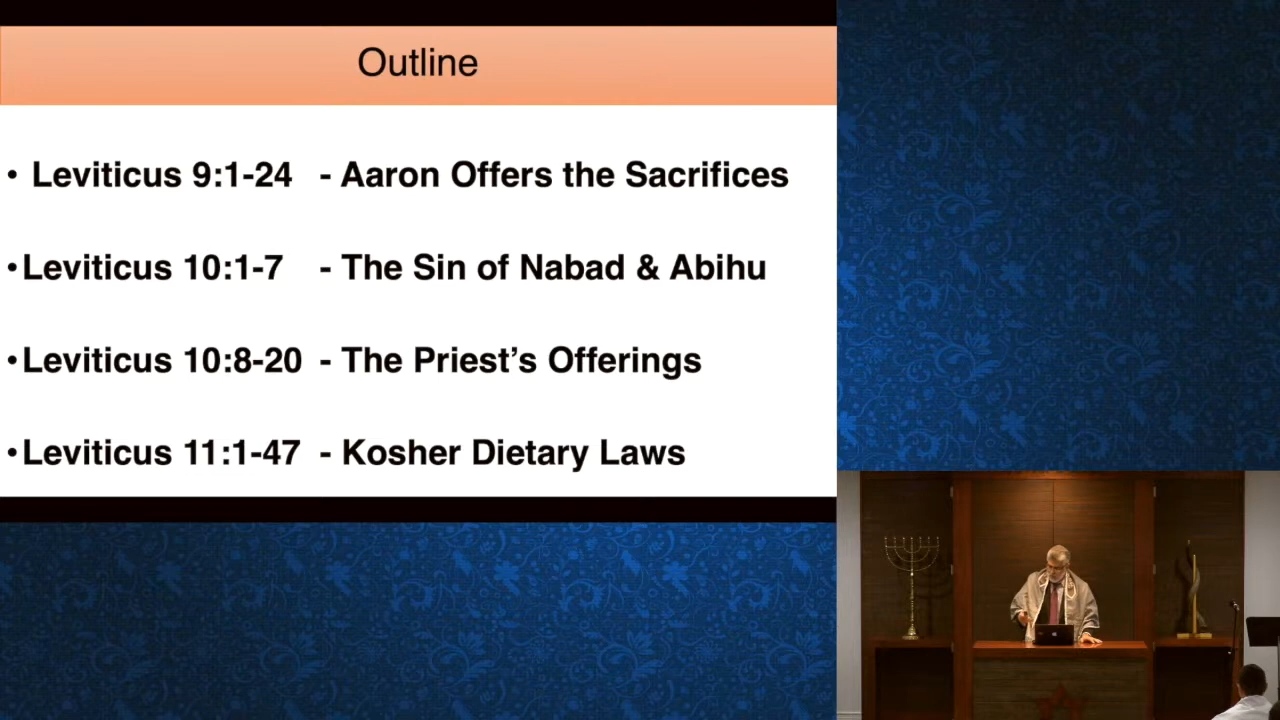 Outline
• Leviticus 9:1-24 - Aaron Offers the Sacrifices
• Leviticus 10:1-7 - The Sin of Nabad & Abihu
• Leviticus 10:8-20 - The Priest’s Offerings
• Leviticus 11:1-47 - Kosher Dietary Laws